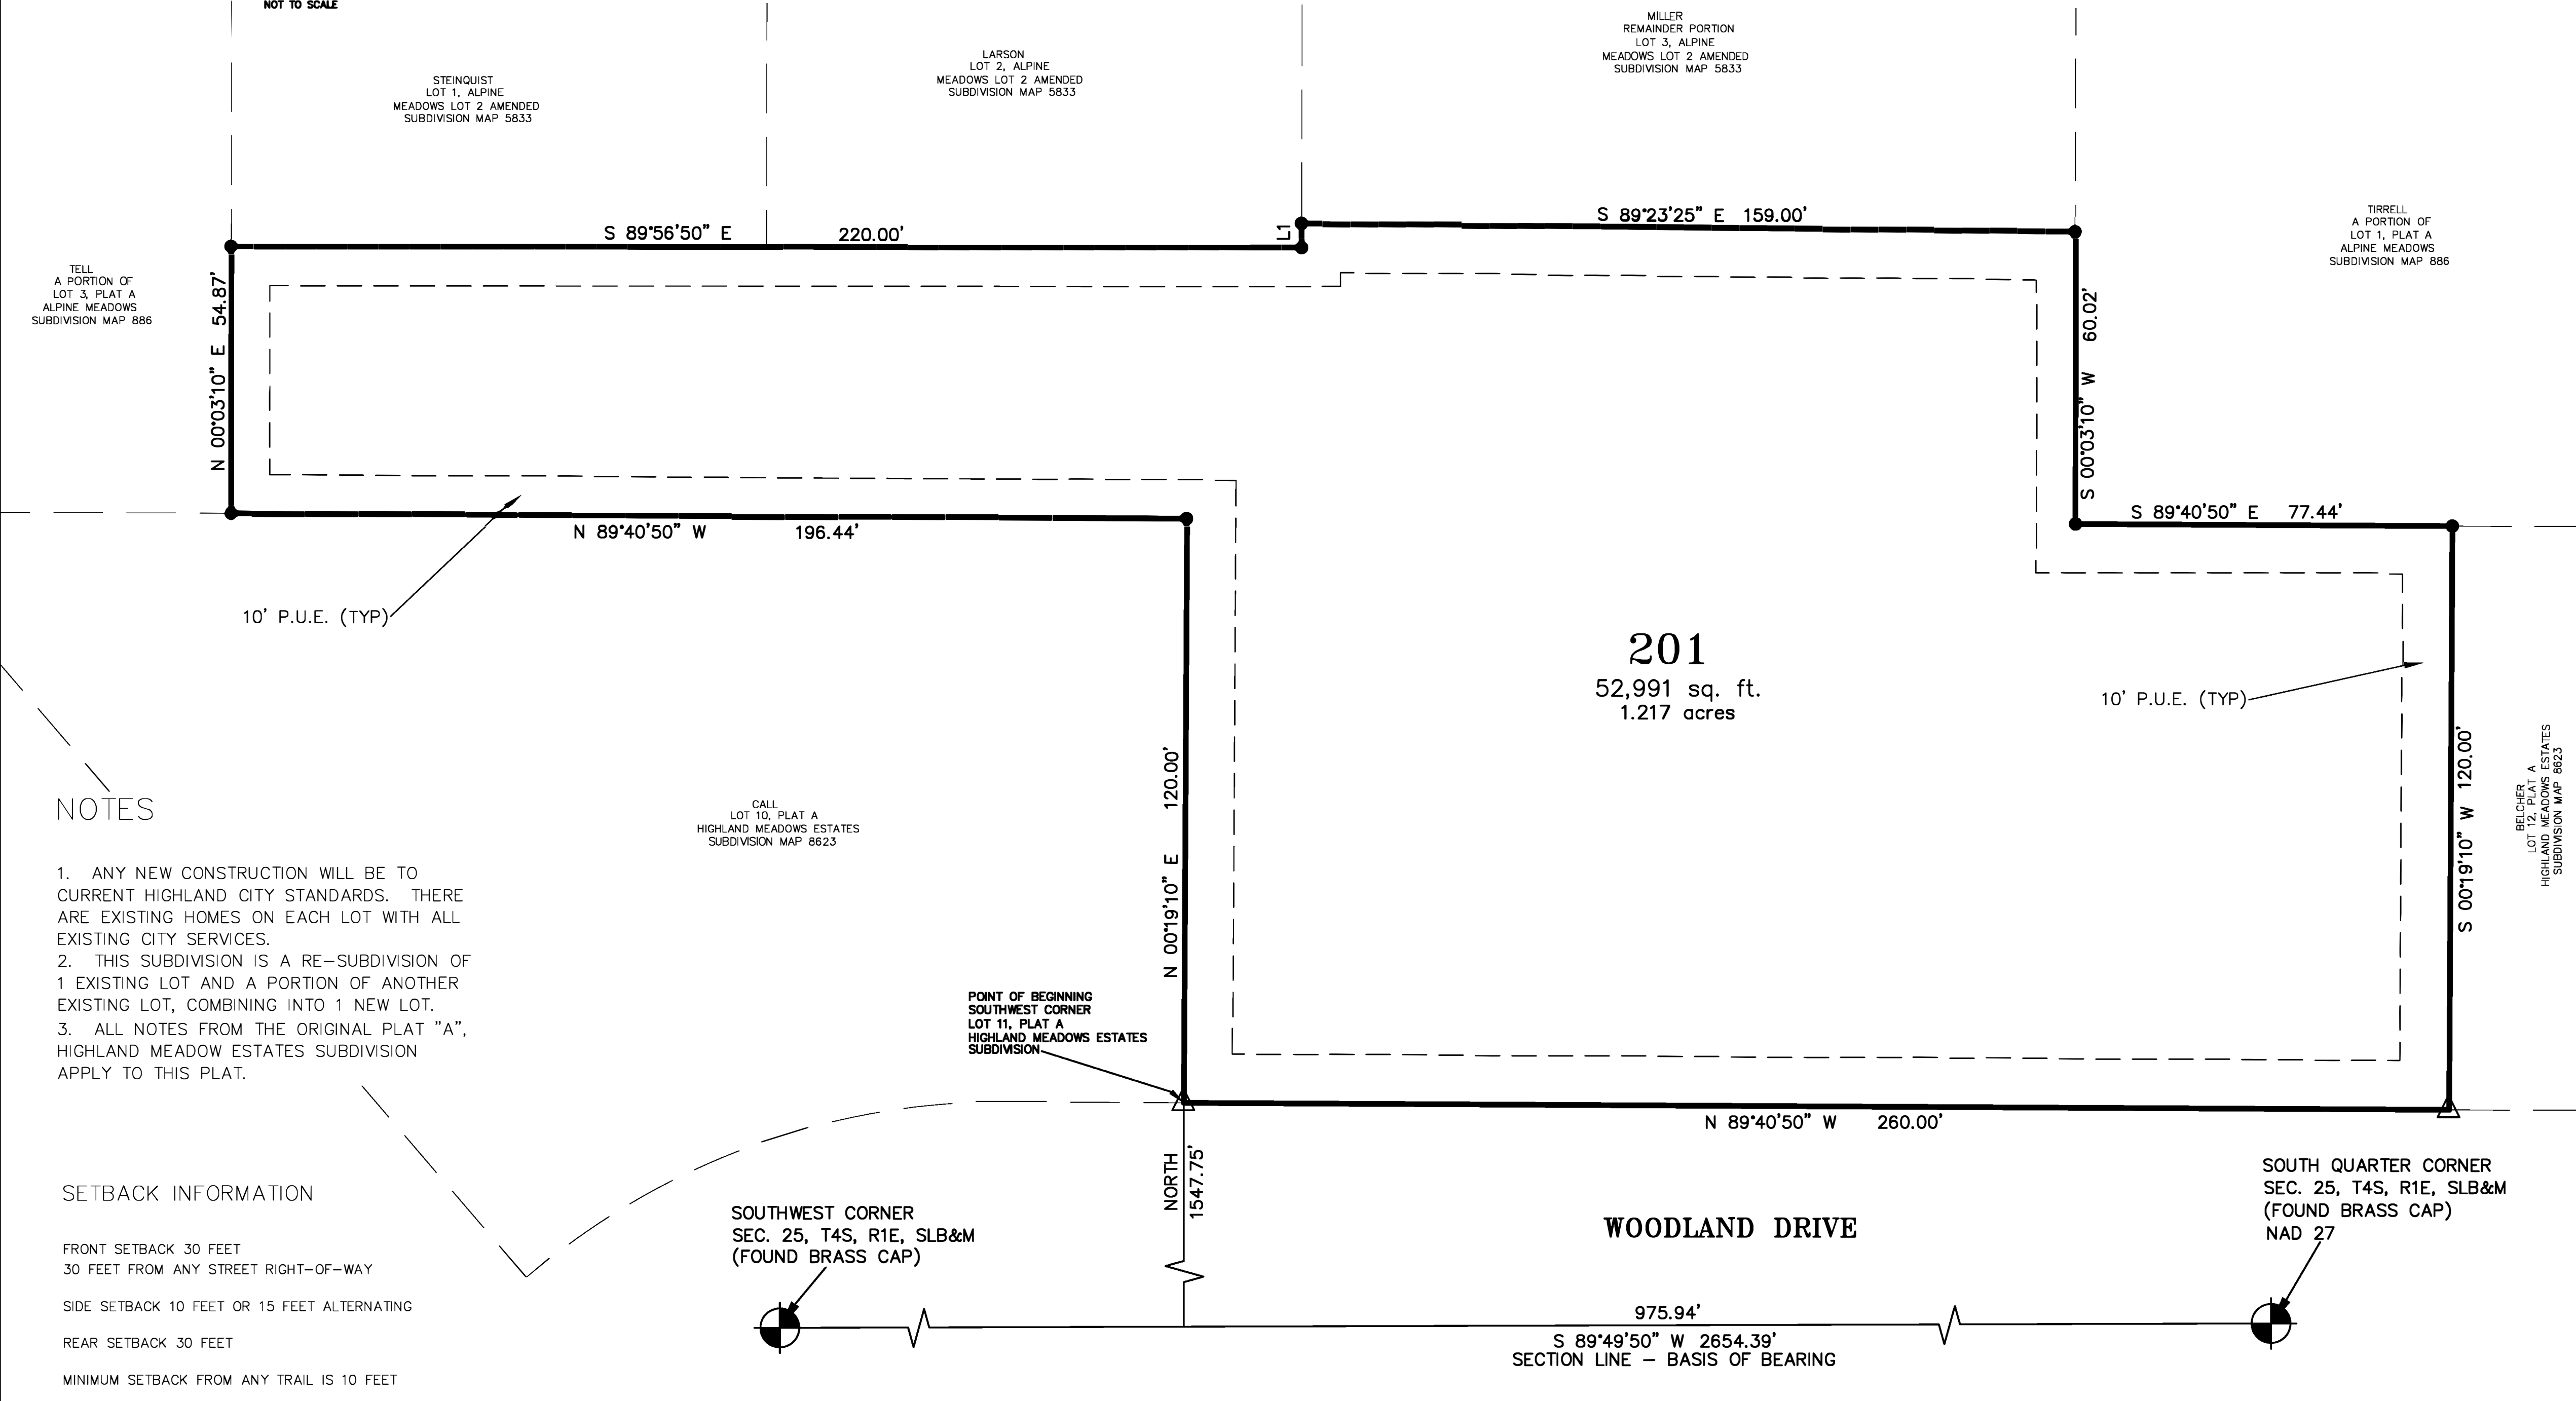 NOT TO SCALE
STEINQUIST
LOT 1, ALPINE
MEADOWS LOT 2 AMENDED
SUBDIVISION MAP 5833
LARSON
LOT 2, ALPINE
MEADOWS LOT 2 AMENDED
SUBDIVISION MAP 5833
MILLER
REMAINDER PORTION
LOT 3, ALPINE
MEADOWS LOT 2 AMENDED
SUBDIVISION MAP 5833
TIRRELL
A PORTION OF
LOT 1, PLAT A
ALPINE MEADOWS
SUBDIVISION MAP 886
TELL
A PORTION OF
LOT 3, PLAT A
ALPINE MEADOWS
SUBDIVISION MAP 886
S 89°56'50" E 220.00'
L1
S 89°23'25" E 159.00'
N 00°03'10" E 54.87'
S 00°03'10" W 60.02'
S 89°40'50" E 77.44'
N 89°40'50" W 196.44'
10' P.U.E. (TYP)
201
52,991 sq. ft.
1.217 acres
10' P.U.E. (TYP)
N 00°19'10" E 120.00'
S 00°19'10" W 120.00'
BELCHER
LOT 12, PLAT A
HIGHLAND MEADOWS ESTATES
SUBDIVISION MAP 8623
CALL
LOT 10, PLAT A
HIGHLAND MEADOWS ESTATES
SUBDIVISION MAP 8623
NOTES
1. ANY NEW CONSTRUCTION WILL BE TO
CURRENT HIGHLAND CITY STANDARDS. THERE
ARE EXISTING HOMES ON EACH LOT WITH ALL
EXISTING CITY SERVICES.
2. THIS SUBDIVISION IS A RE-SUBDIVISION OF
1 EXISTING LOT AND A PORTION OF ANOTHER
EXISTING LOT, COMBINING INTO 1 NEW LOT.
3. ALL NOTES FROM THE ORIGINAL PLAT "A",
HIGHLAND MEADOW ESTATES SUBDIVISION
APPLY TO THIS PLAT.
POINT OF BEGINNING
SOUTHWEST CORNER
LOT 11, PLAT A
HIGHLAND MEADOWS ESTATES
SUBDIVISION
N 89°40'50" W 260.00'
NORTH
1547.75'
SETBACK INFORMATION
FRONT SETBACK 30 FEET
30 FEET FROM ANY STREET RIGHT-OF-WAY
SIDE SETBACK 10 FEET OR 15 FEET ALTERNATING
REAR SETBACK 30 FEET
MINIMUM SETBACK FROM ANY TRAIL IS 10 FEET
SOUTHWEST CORNER
SEC. 25, T4S, R1E, SLB&M
(FOUND BRASS CAP)
WOODLAND DRIVE
SOUTH QUARTER CORNER
SEC. 25, T4S, R1E, SLB&M
(FOUND BRASS CAP)
NAD 27
975.94'
S 89°49'50" W 2654.39'
SECTION LINE - BASIS OF BEARING